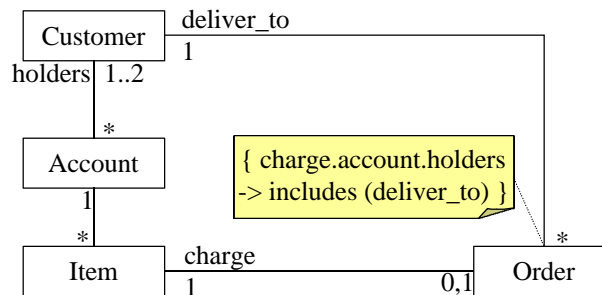 deliver_to
Customer
1
holders 1..2
*
Account
{ charge.account.holders
-> includes (deliver_to) }
1
*
*
charge
Item
Order
1
0,1